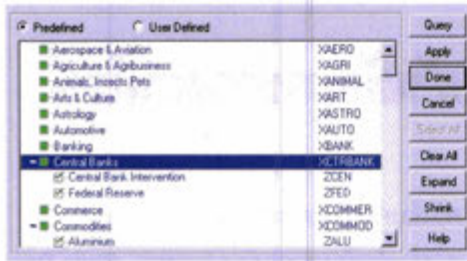 Predefined User Defined
Aerospace & Aviation XAERO
Agriculture & Agribusiness XAGRI
Animals, Insects Pets XANIMAL
Arts & Culture XART
Astrology XASTRO
Automotive XAUTO
Banking XBANK
Central Banks XCTRBANK
Central Bank Intervention ZCEN
Federal Reserve ZFED
Commerce XCOMMER
Commodities XCOMMOD
Aluminium ZALU
Query
Apply
Done
Cancel
Select All
Clear All
Expand
Shrink
Help